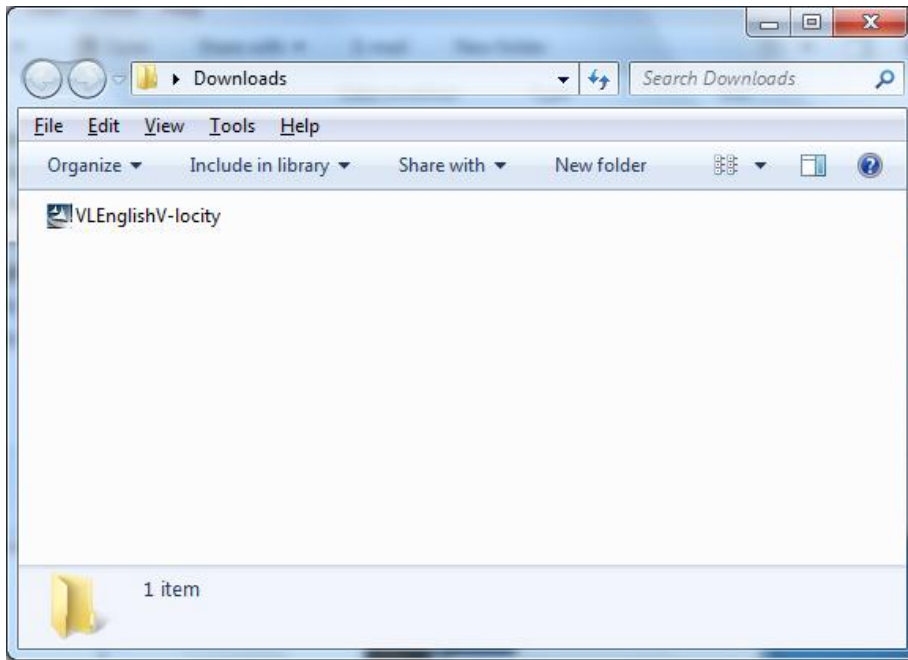 Downloads
Search Downloads
File Edit View Tools Help
Organize Include in library Share with New folder
VLEnglishV-locity
1 item